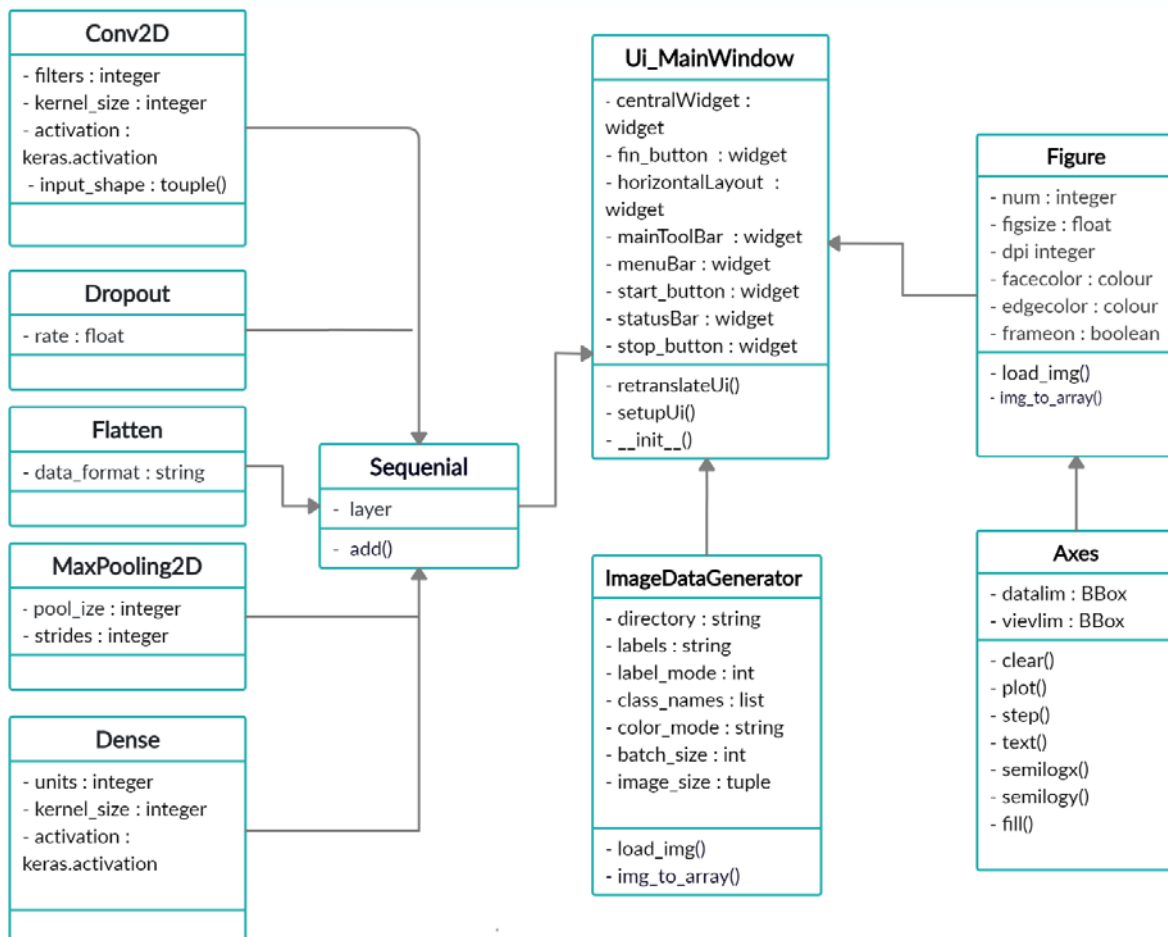 Conv2D
- filters : integer
- kernel_size : integer
- activation :
keras.activation
- input_shape : touple()
Dropout
- rate : float
Flatten
- data_format : string
MaxPooling2D
- pool_ize : integer
- strides : integer
Dense
- units : integer
- kernel_size : integer
- activation :
keras.activation
Sequenial
- layer
- add()
Ui_MainWindow
- centralWidget :
widget
- fin_button : widget
- horizontalLayout :
widget
- mainToolBar : widget
- menuBar : widget
- start_button : widget
- statusBar : widget
- stop_button : widget
- retranslateUi()
- setupUi()
- __init__()
ImageDataGenerator
- directory : string
- labels : string
- label_mode : int
- class_names : list
- color_mode : string
- batch_size : int
- image_size : tuple
- load_img()
- img_to_array()
Figure
- num : integer
- figsize : float
- dpi integer
- facecolor : colour
- edgecolor : colour
- frameon : boolean
- load_img()
- img_to_array()
Axes
- datalim : BBox
- vievlim : BBox
- clear()
- plot()
- step()
- text()
- semilogx()
- semilogy()
- fill()